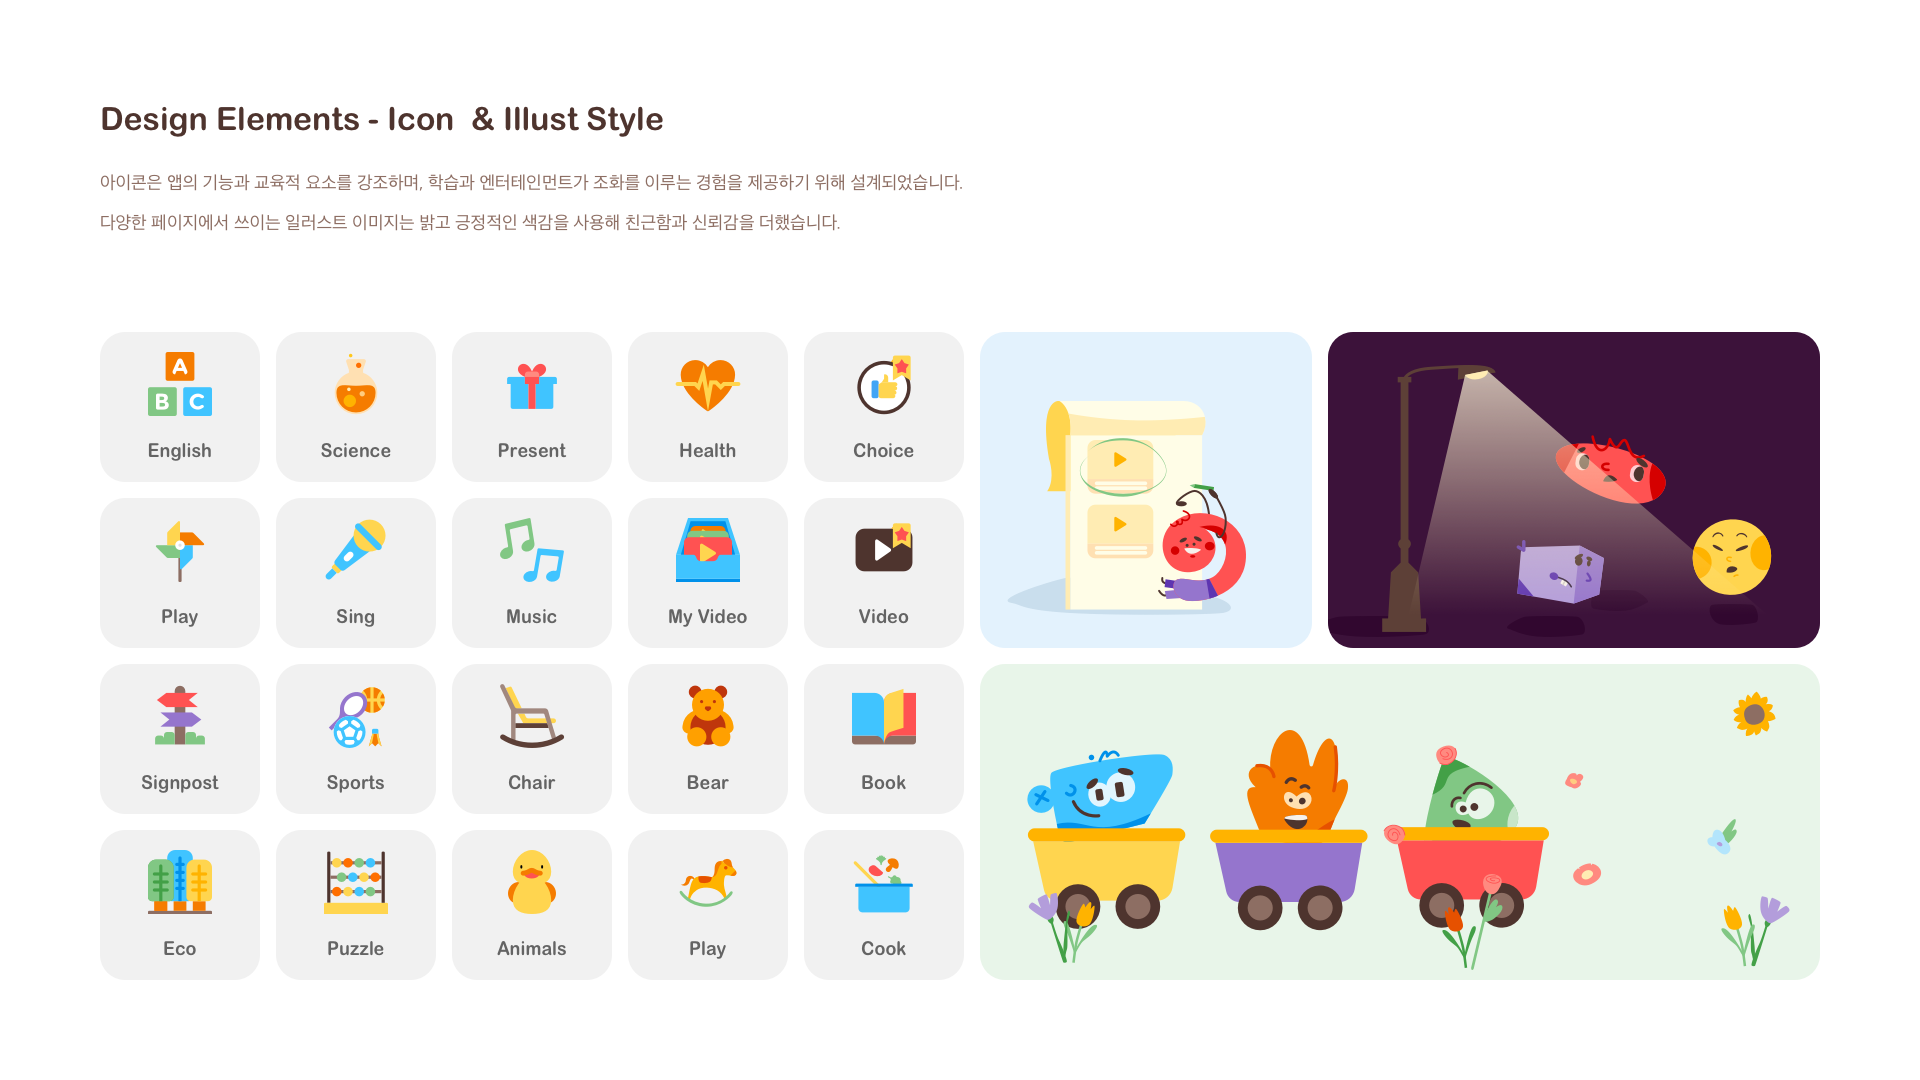 Design Elements - Icon & Illust Style
아이콘은 앱의 기능과 교육적 요소를 강조하며, 학습과 엔터테인먼트가 조화를 이루는 경험을 제공하기 위해 설계되었습니다.
다양한 페이지에서 쓰이는 일러스트 이미지는 밝고 긍정적인 색감을 사용해 친근함과 신뢰감을 더했습니다.
A
B C
English
Science
Present
Health
Choice
Play
Sing
Music
My Video
Video
Signpost
Sports
Chair
Bear
Book
Eco
Puzzle
Animals
Play
Cook